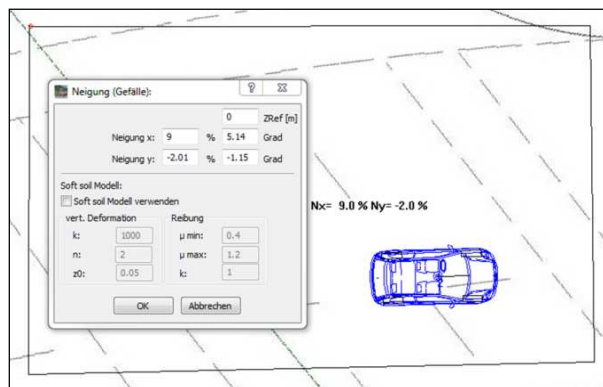 Neigung (Gefälle):
0 ZRef [m]
Neigung x: 9 % 5.14 Grad
Neigung y: -2.01 % -1.15 Grad
Soft soil Modell:
Soft soil Modell verwenden
vert. Deformation Reibung
k: 1000 µ min: 0.4
n: 2 µ max: 1.2
z0: 0.05 k: 1
OK Abbrechen
Nx= 9.0 % Ny= -2.0 %